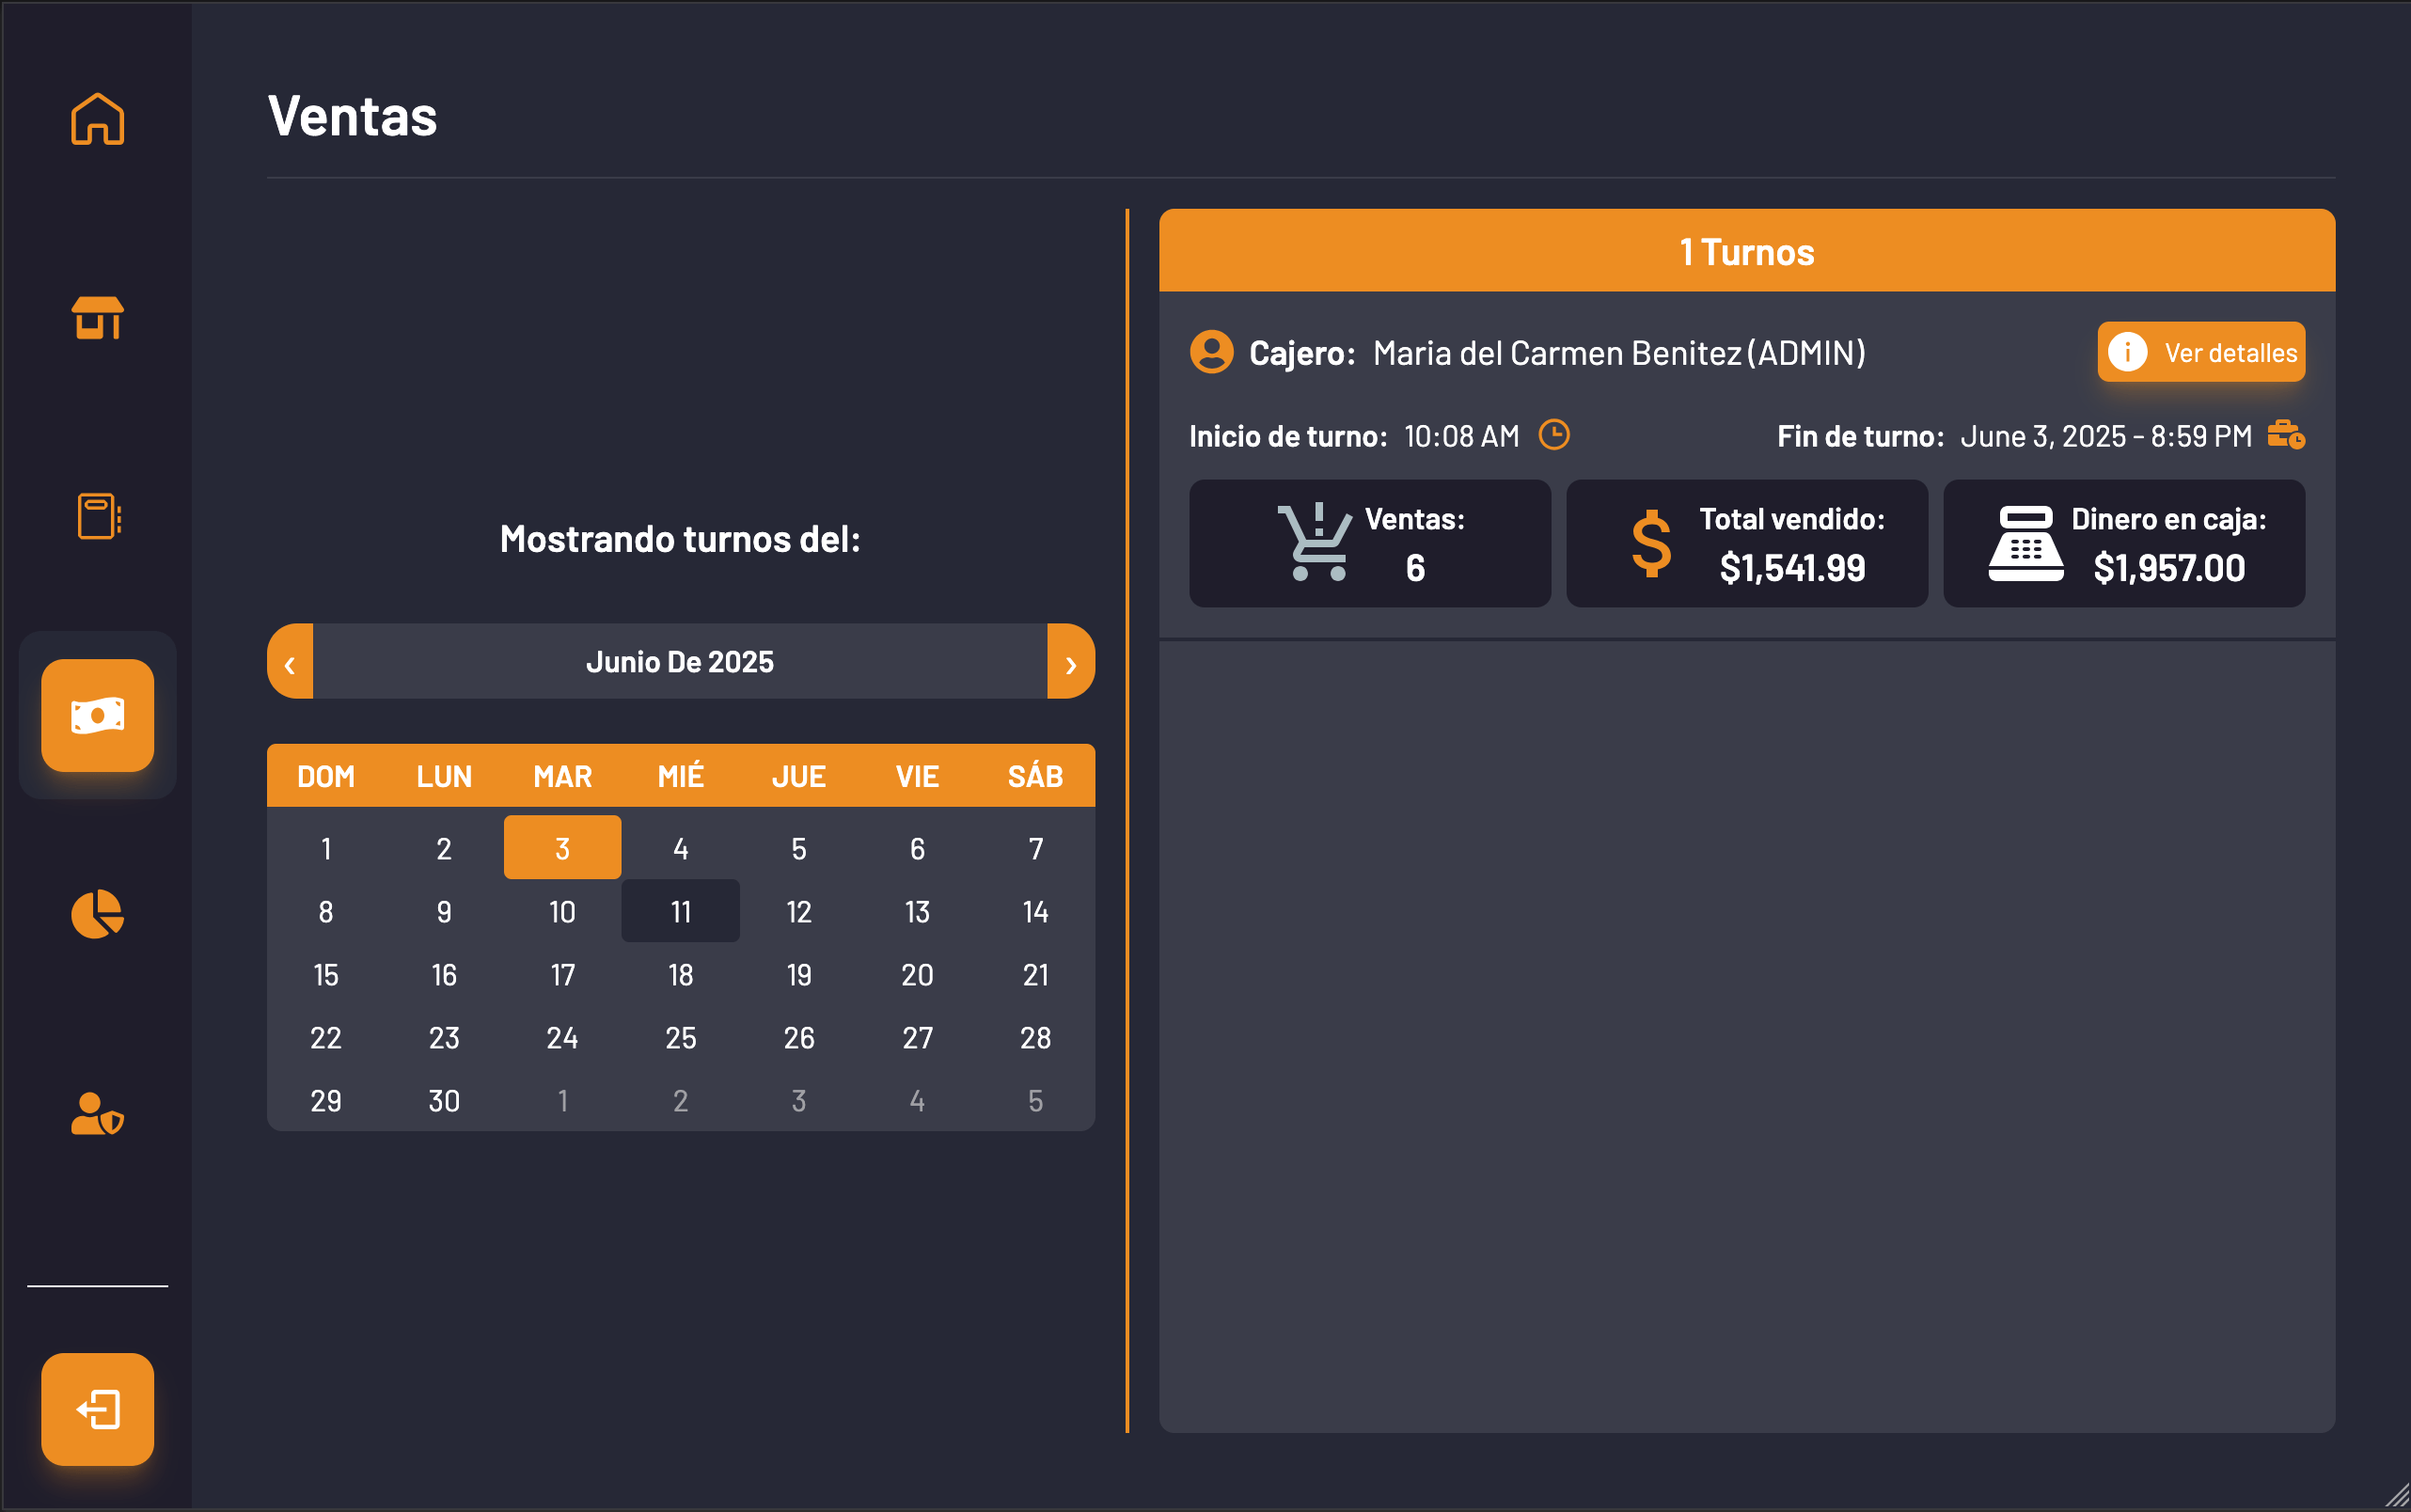 Ventas
Mostrando turnos del:
‹ Junio De 2025 ›
DOM LUN MAR MIÉ JUE VIE SÁB
1 2 3 4 5 6 7
8 9 10 11 12 13 14
15 16 17 18 19 20 21
22 23 24 25 26 27 28
29 30 1 2 3 4 5
1 Turnos
Cajero: Maria del Carmen Benitez (ADMIN)
Ver detalles
Inicio de turno: 10:08 AM
Fin de turno: June 3, 2025 - 8:59 PM
Ventas:
6
Total vendido:
$1,541.99
Dinero en caja:
$1,957.00